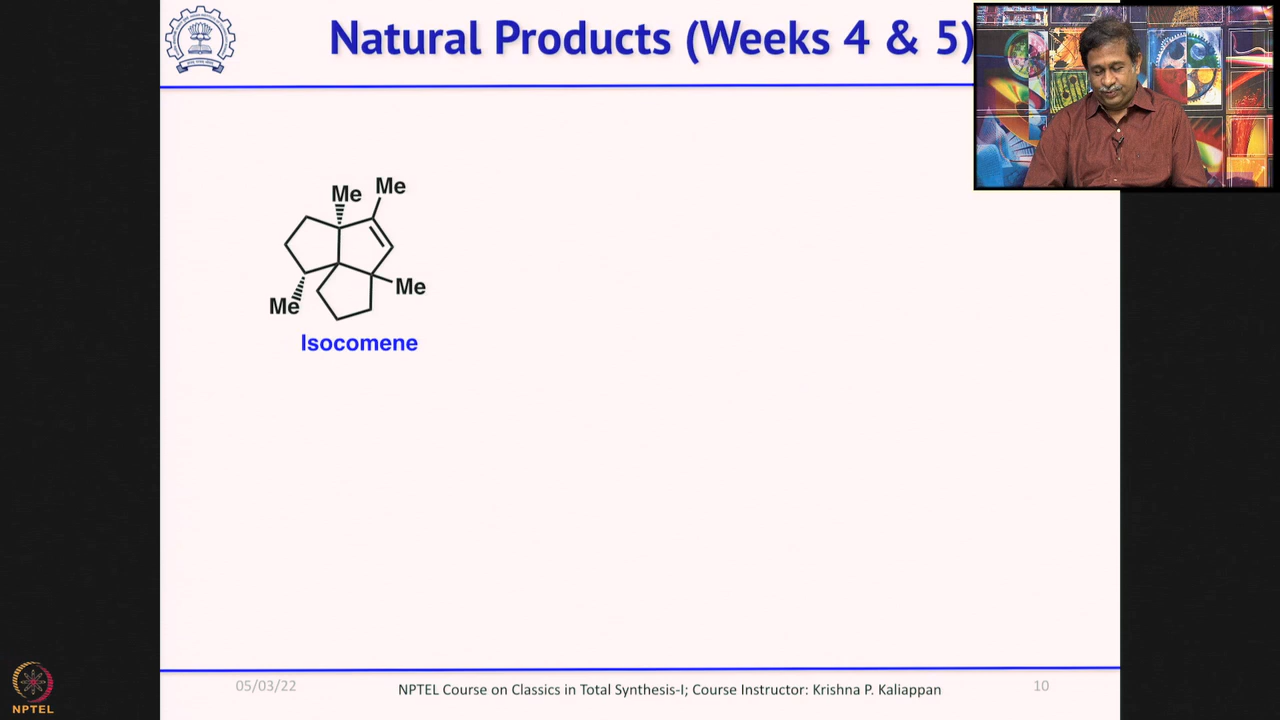 Natural Products (Weeks 4 & 5)
Me Me
Me
Me
Isocomene
05/03/22 NPTEL Course on Classics in Total Synthesis-I; Course Instructor: Krishna P. Kaliappan 10
NPTEL